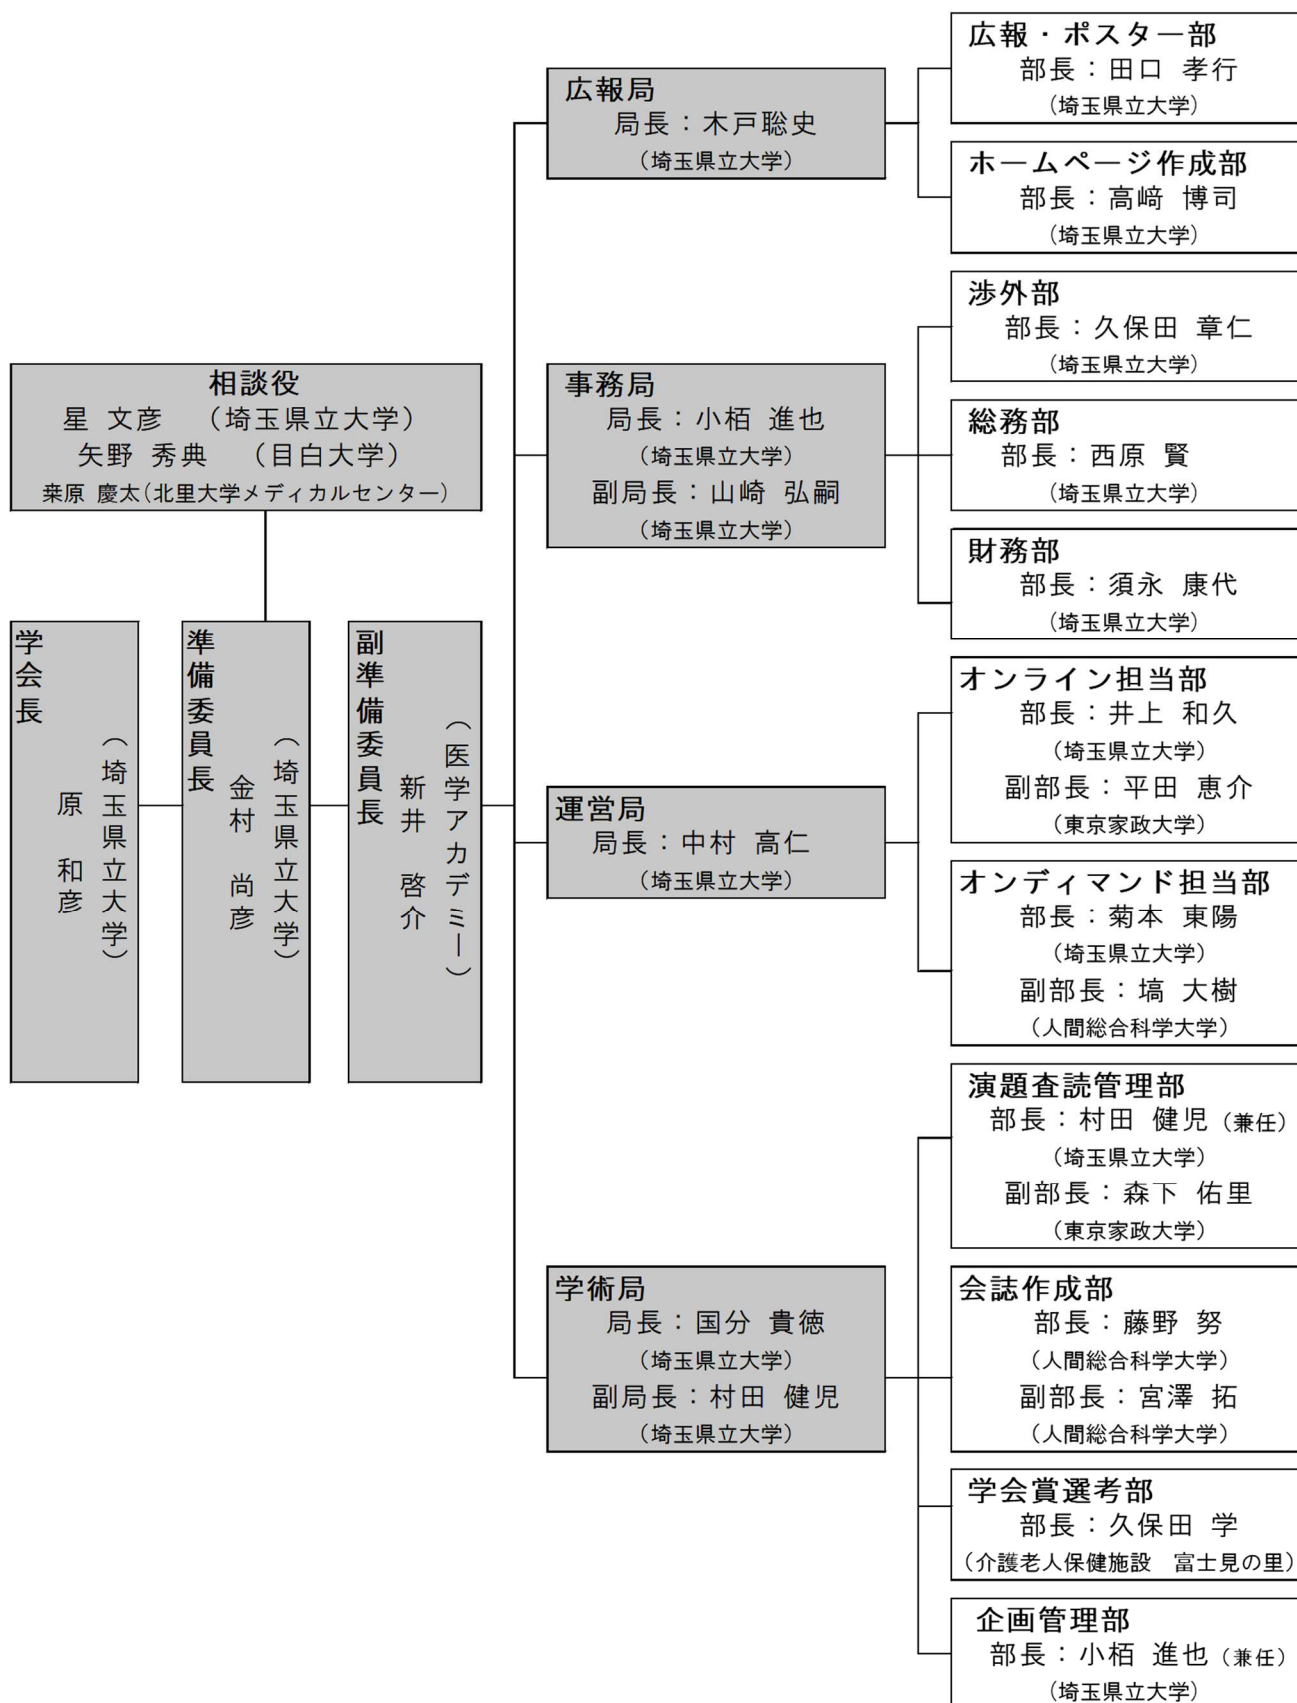 相談役
星 文彦 （埼玉県立大学）
矢野 秀典 （目白大学）
桒原 慶太（北里大学メディカルセンター）
学会長
原 和彦
（埼玉県立大学）
準備委員長
金村 尚彦
（埼玉県立大学）
副準備委員長
新井 啓介
（医学アカデミー）
広報局
局長：木戸聡史
（埼玉県立大学）
広報・ポスター部
部長：田口 孝行
（埼玉県立大学）
ホームページ作成部
部長：高﨑 博司
（埼玉県立大学）
事務局
局長：小栢 進也
（埼玉県立大学）
副局長：山崎 弘嗣
（埼玉県立大学）
渉外部
部長：久保田 章仁
（埼玉県立大学）
総務部
部長：西原 賢
（埼玉県立大学）
財務部
部長：須永 康代
（埼玉県立大学）
運営局
局長：中村 高仁
（埼玉県立大学）
オンライン担当部
部長：井上 和久
（埼玉県立大学）
副部長：平田 恵介
（東京家政大学）
オンディマンド担当部
部長：菊本 東陽
（埼玉県立大学）
副部長：塙 大樹
（人間総合科学大学）
学術局
局長：国分 貴徳
（埼玉県立大学）
副局長：村田 健児
（埼玉県立大学）
演題査読管理部
部長：村田 健児（兼任）
（埼玉県立大学）
副部長：森下 佑里
（東京家政大学）
会誌作成部
部長：藤野 努
（人間総合科学大学）
副部長：宮澤 拓
（人間総合科学大学）
学会賞選考部
部長：久保田 学
（介護老人保健施設 富士見の里）
企画管理部
部長：小栢 進也（兼任）
（埼玉県立大学）